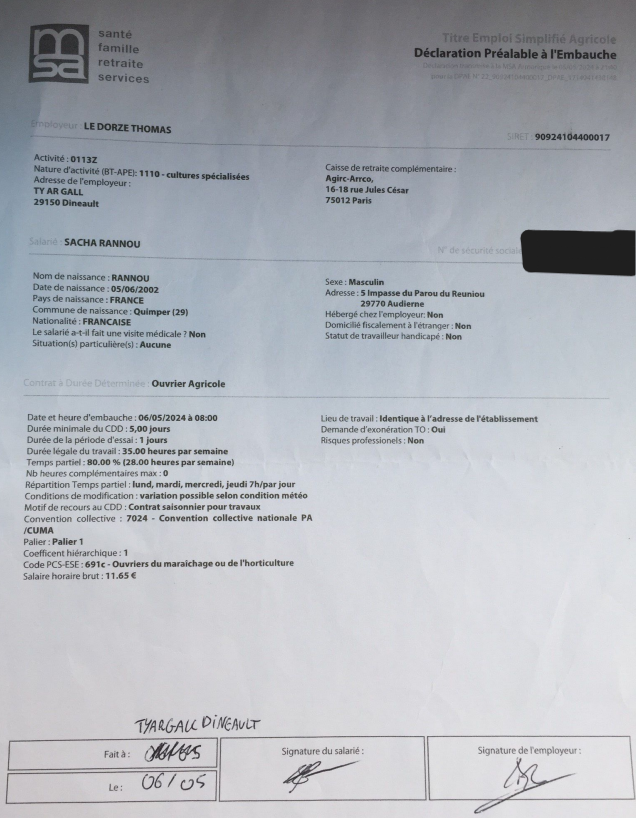 msa
santé
famille
retraite
services
Titre Emploi Simplifié Agricole
Déclaration Préalable à l'Embauche
Employeur : LE DORZE THOMAS
SIRET : 90924104400017
Activité : 0113Z
Nature d'activité (BT-APE): 1110 - cultures spécialisées
Adresse de l'employeur :
TY AR GALL
29150 Dineault
Caisse de retraite complémentaire :
Agirc-Arrco,
16-18 rue Jules César
75012 Paris
Salarié : SACHA RANNOU
N° de sécurité sociale
Nom de naissance : RANNOU
Date de naissance : 05/06/2002
Pays de naissance : FRANCE
Commune de naissance : Quimper (29)
Nationalité : FRANCAISE
Le salarié a-t-il fait une visite médicale ? Non
Situation(s) particulière(s) : Aucune
Sexe : Masculin
Adresse : 5 Impasse du Parou du Reuniou
29770 Audierne
Hébergé chez l'employeur: Non
Domicilié fiscalement à l'étranger : Non
Statut de travailleur handicapé : Non
Contrat à Durée Déterminée : Ouvrier Agricole
Date et heure d'embauche : 06/05/2024 à 08:00
Durée minimale du CDD : 5,00 jours
Durée de la période d'essai : 1 jours
Durée légale du travail : 35.00 heures par semaine
Temps partiel : 80.00 % (28.00 heures par semaine)
Nb heures complémentaires max : 0
Répartition Temps partiel : lund, mardi, mercredi, jeudi 7h/par jour
Conditions de modification : variation possible selon condition météo
Motif de recours au CDD : Contrat saisonnier pour travaux
Convention collective : 7024 - Convention collective nationale PA
/CUMA
Palier : Palier 1
Coefficent hiérarchique : 1
Code PCS-ESE : 691c - Ouvriers du maraîchage ou de l'horticulture
Salaire horaire brut : 11.65 €
Lieu de travail : Identique à l'adresse de l'établissement
Demande d'exonération TO : Oui
Risques professionels : Non
TYARGALL DINEAULT
Fait à :
Le : 06/05
Signature du salarié :
Signature de l'employeur :